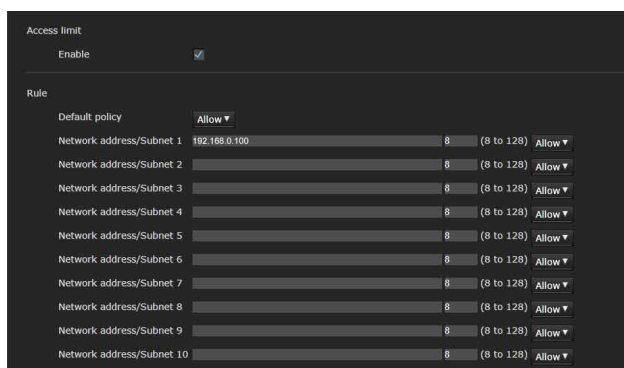 Access limit
Enable
Rule
Default policy Allow ▼
Network address/Subnet 1 192.168.0.100 8 (8 to 128) Allow ▼
Network address/Subnet 2 8 (8 to 128) Allow ▼
Network address/Subnet 3 8 (8 to 128) Allow ▼
Network address/Subnet 4 8 (8 to 128) Allow ▼
Network address/Subnet 5 8 (8 to 128) Allow ▼
Network address/Subnet 6 8 (8 to 128) Allow ▼
Network address/Subnet 7 8 (8 to 128) Allow ▼
Network address/Subnet 8 8 (8 to 128) Allow ▼
Network address/Subnet 9 8 (8 to 128) Allow ▼
Network address/Subnet 10 8 (8 to 128) Allow ▼